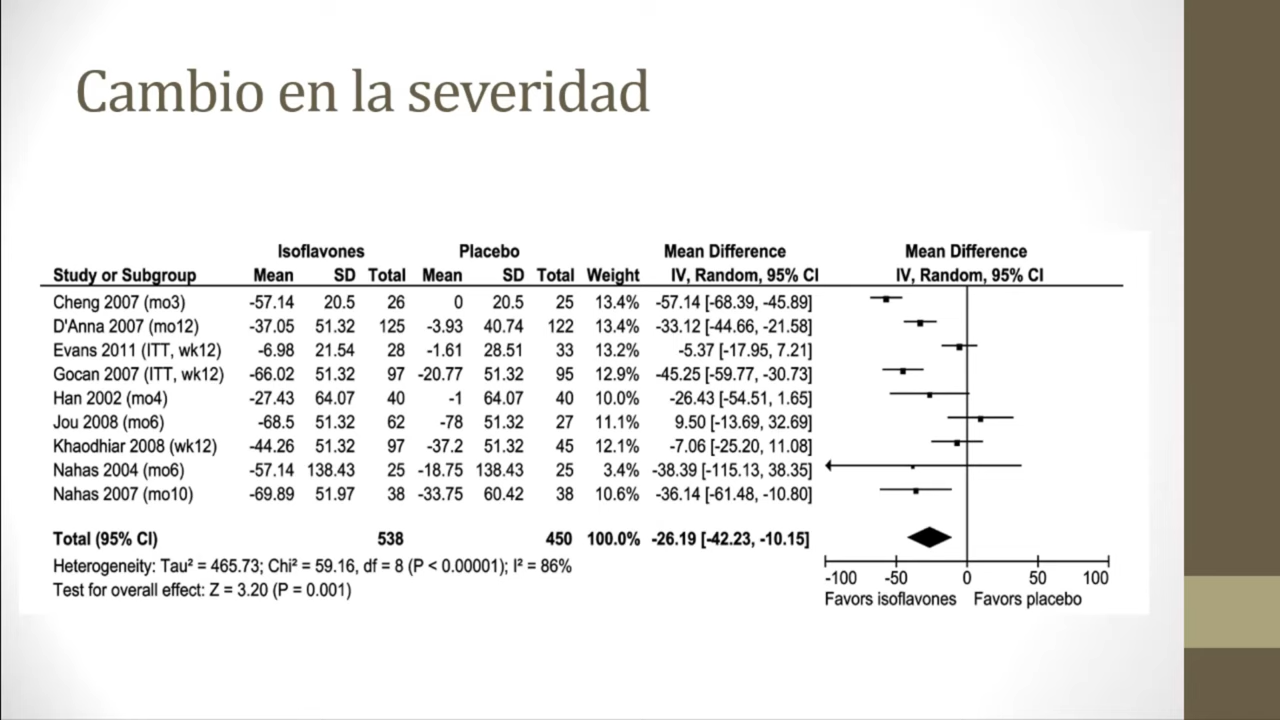 Cambio en la severidad
Isoflavones Placebo Mean Difference Mean Difference
Study or Subgroup Mean SD Total Mean SD Total Weight IV, Random, 95% CI IV, Random, 95% CI
Cheng 2007 (mo3) -57.14 20.5 26 0 20.5 25 13.4% -57.14 [-68.39, -45.89]
D'Anna 2007 (mo12) -37.05 51.32 125 -3.93 40.74 122 13.4% -33.12 [-44.66, -21.58]
Evans 2011 (ITT, wk12) -6.98 21.54 28 -1.61 28.51 33 13.2% -5.37 [-17.95, 7.21]
Gocan 2007 (ITT, wk12) -66.02 51.32 97 -20.77 51.32 95 12.9% -45.25 [-59.77, -30.73]
Han 2002 (mo4) -27.43 64.07 40 -1 64.07 40 10.0% -26.43 [-54.51, 1.65]
Jou 2008 (mo6) -68.5 51.32 62 -78 51.32 27 11.1% 9.50 [-13.69, 32.69]
Khaodhiar 2008 (wk12) -44.26 51.32 97 -37.2 51.32 45 12.1% -7.06 [-25.20, 11.08]
Nahas 2004 (mo6) -57.14 138.43 25 -18.75 138.43 25 3.4% -38.39 [-115.13, 38.35]
Nahas 2007 (mo10) -69.89 51.97 38 -33.75 60.42 38 10.6% -36.14 [-61.48, -10.80]
Total (95% CI) 538 450 100.0% -26.19 [-42.23, -10.15]
Heterogeneity: Tau² = 465.73; Chi² = 59.16, df = 8 (P < 0.00001); I² = 86%
Test for overall effect: Z = 3.20 (P = 0.001)
-100 -50 0 50 100
Favors isoflavones Favors placebo